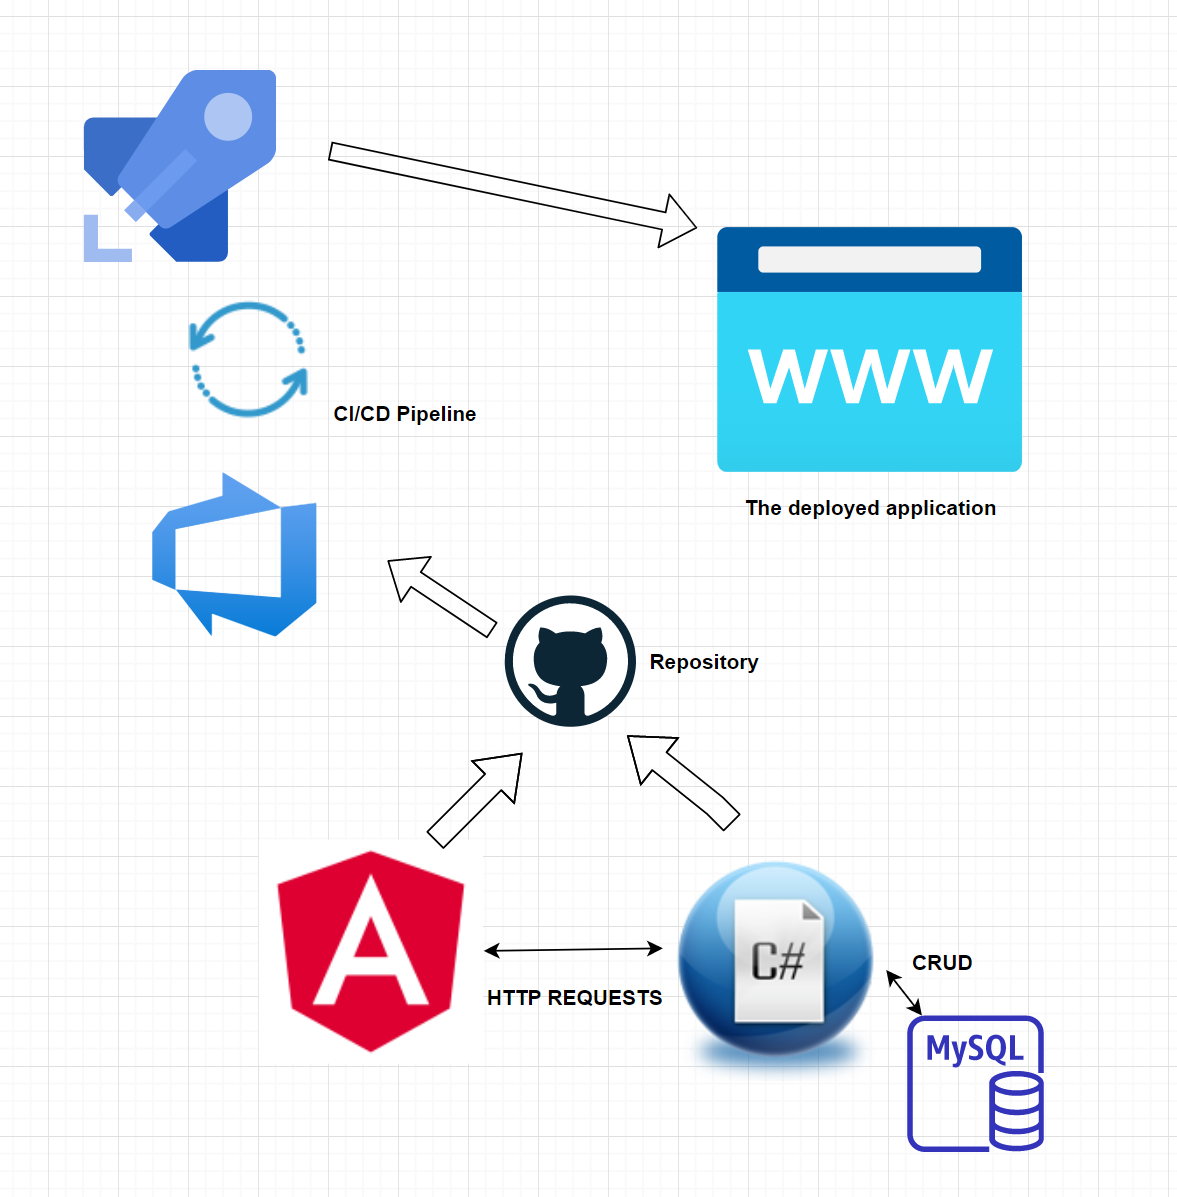 WWW
CI/CD Pipeline
The deployed application
Repository
A
C#
HTTP REQUESTS
CRUD
MySQL